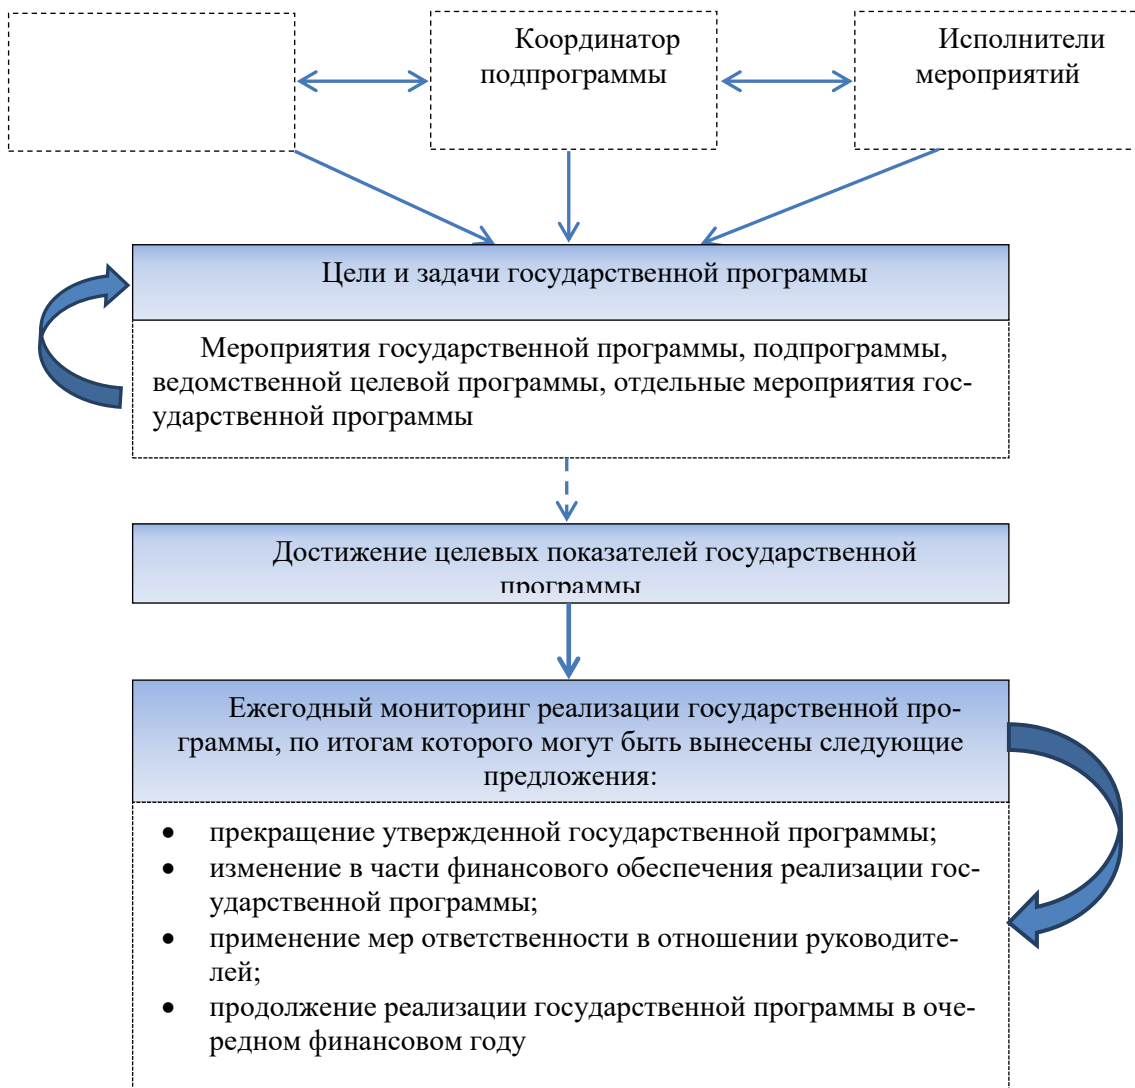 Координатор
подпрограммы
Исполнители
мероприятий
Цели и задачи государственной программы
Мероприятия государственной программы, подпрограммы,
ведомственной целевой программы, отдельные мероприятия гос-
ударственной программы
Достижение целевых показателей государственной
программы
Ежегодный мониторинг реализации государственной про-
граммы, по итогам которого могут быть вынесены следующие
предложения:
• прекращение утвержденной государственной программы;
• изменение в части финансового обеспечения реализации гос-
ударственной программы;
• применение мер ответственности в отношении руководите-
лей;
• продолжение реализации государственной программы в оче-
редном финансовом году